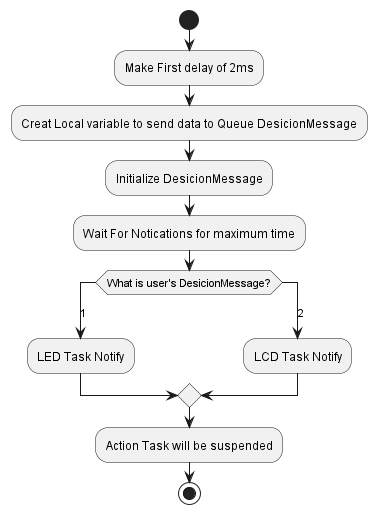 Make First delay of 2ms
Creat Local variable to send data to Queue DesicionMessage
Initialize DesicionMessage
Wait For Notications for maximum time
What is user's DesicionMessage?
1
2
LED Task Notify
LCD Task Notify
Action Task will be suspended